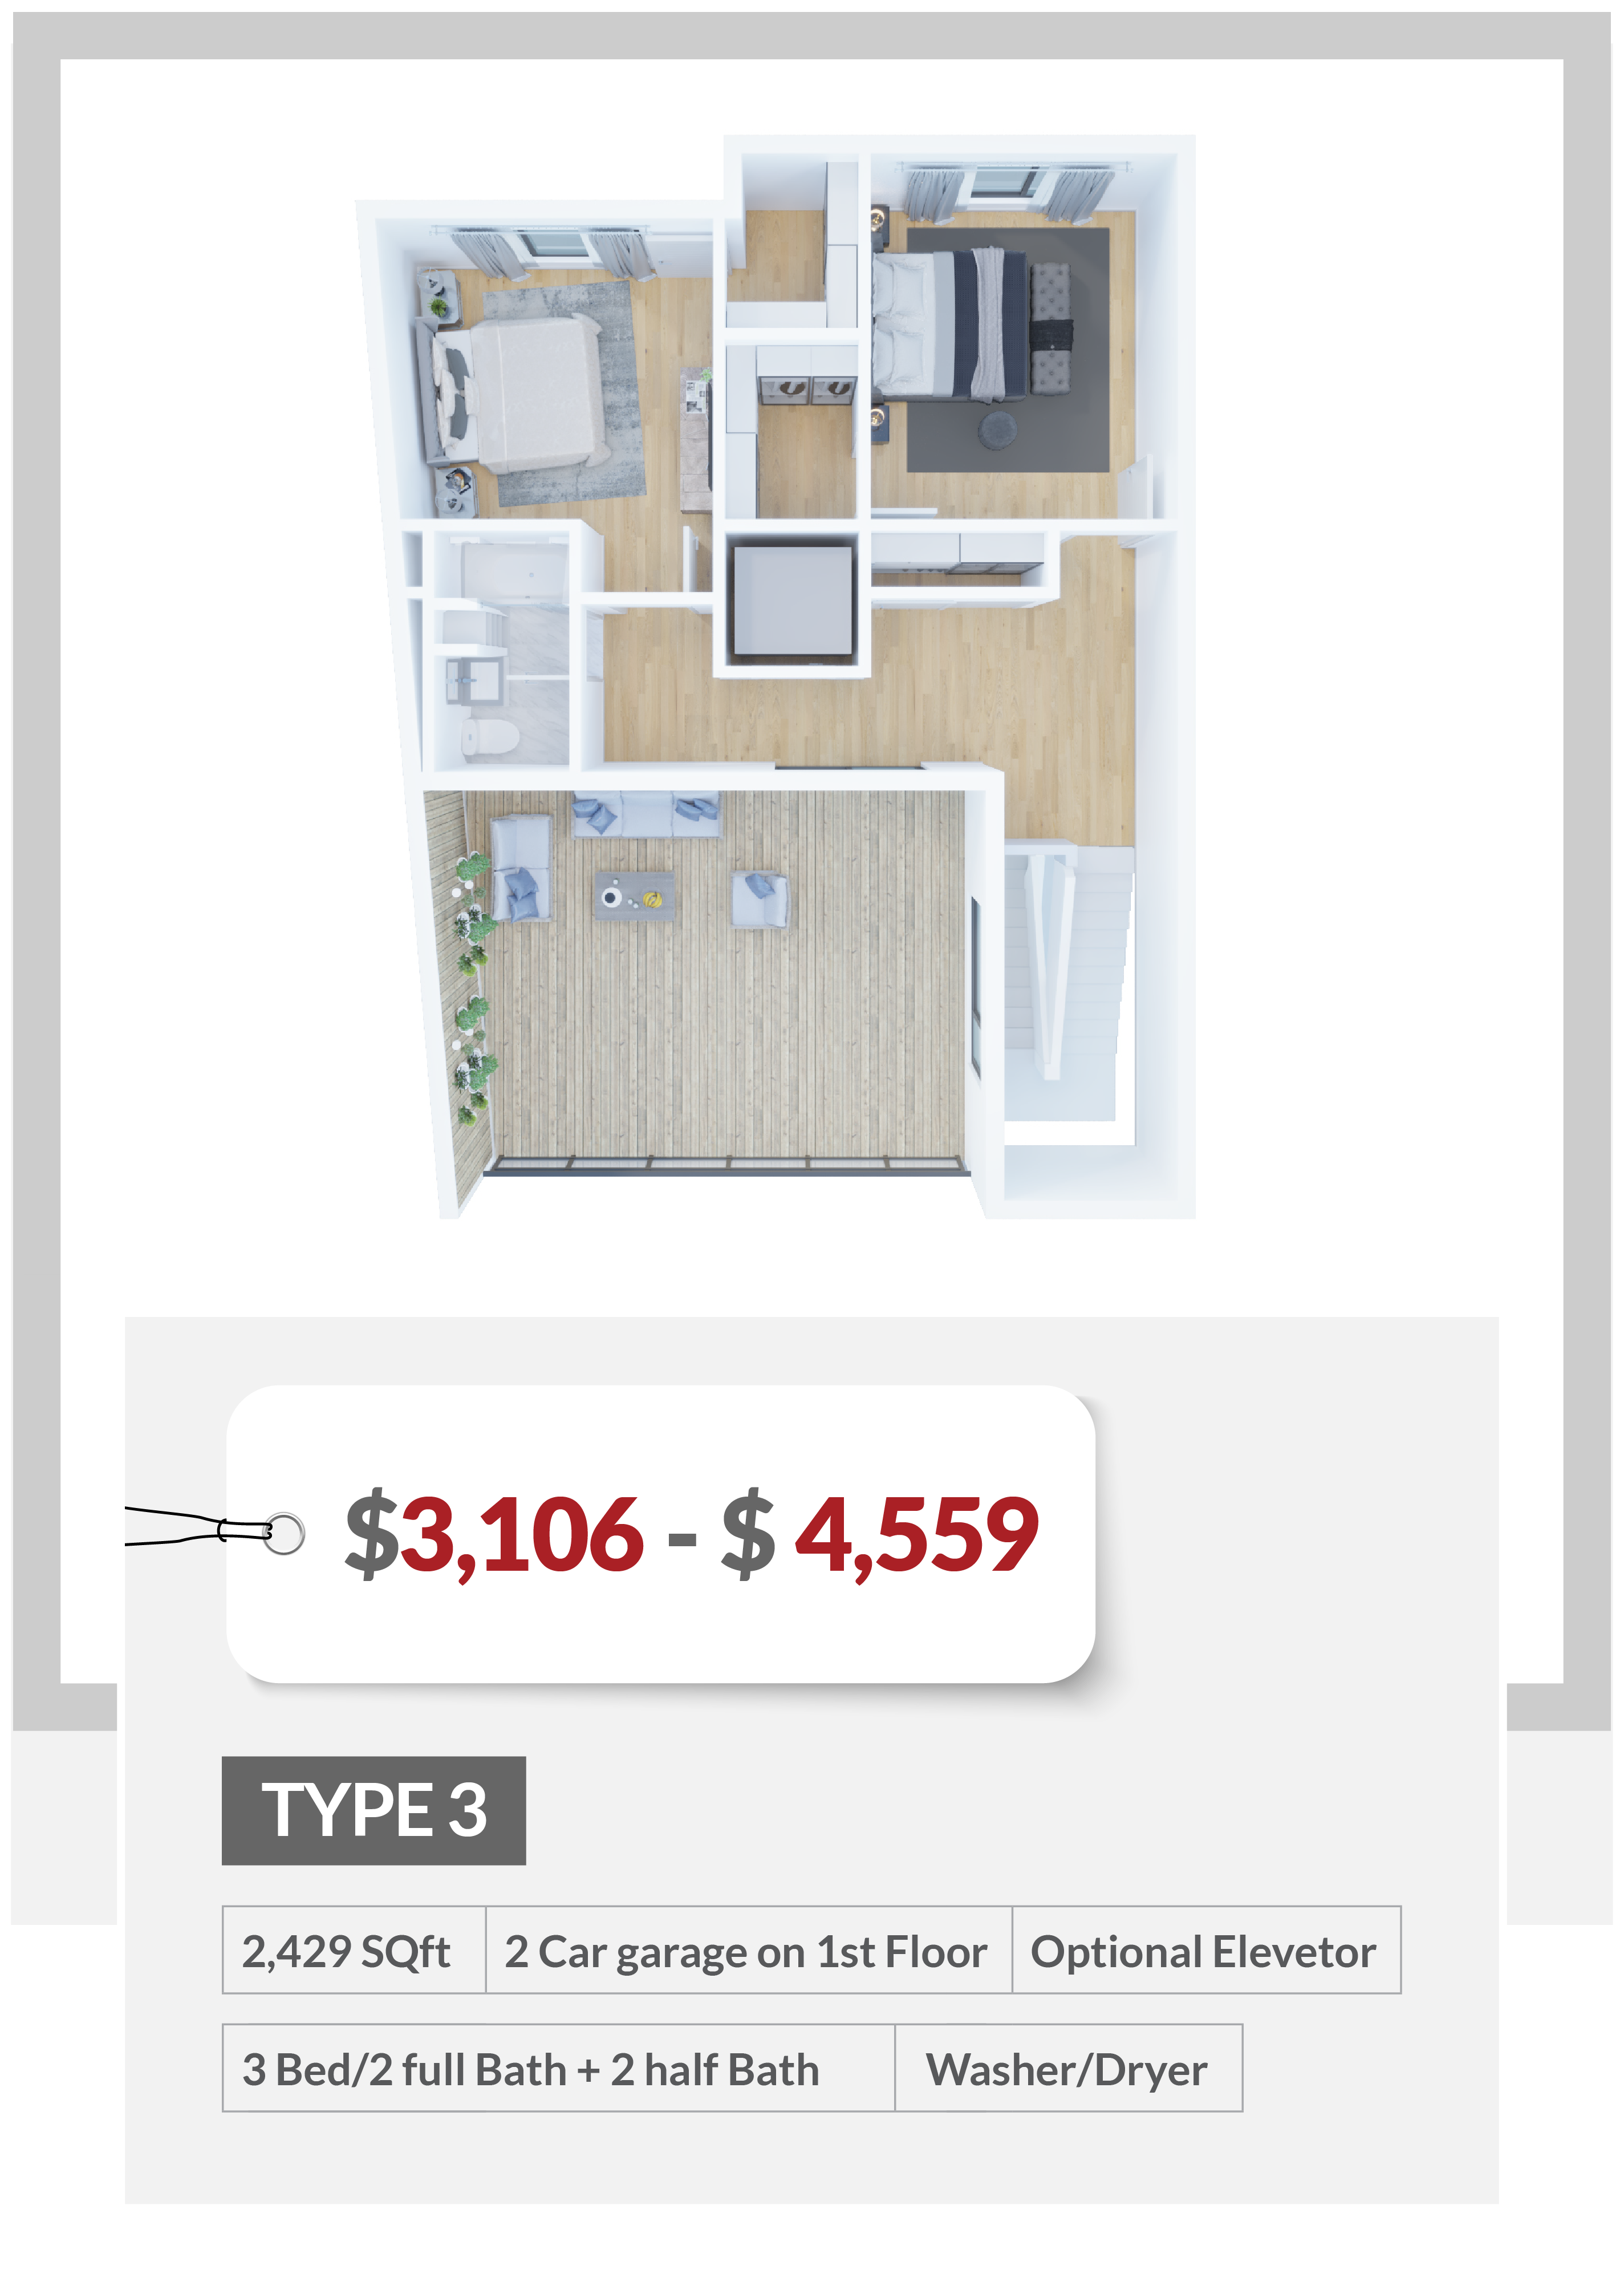 $3,106 - $ 4,559
TYPE 3
2,429 SQft
2 Car garage on 1st Floor
Optional Elevetor
3 Bed/2 full Bath + 2 half Bath
Washer/Dryer